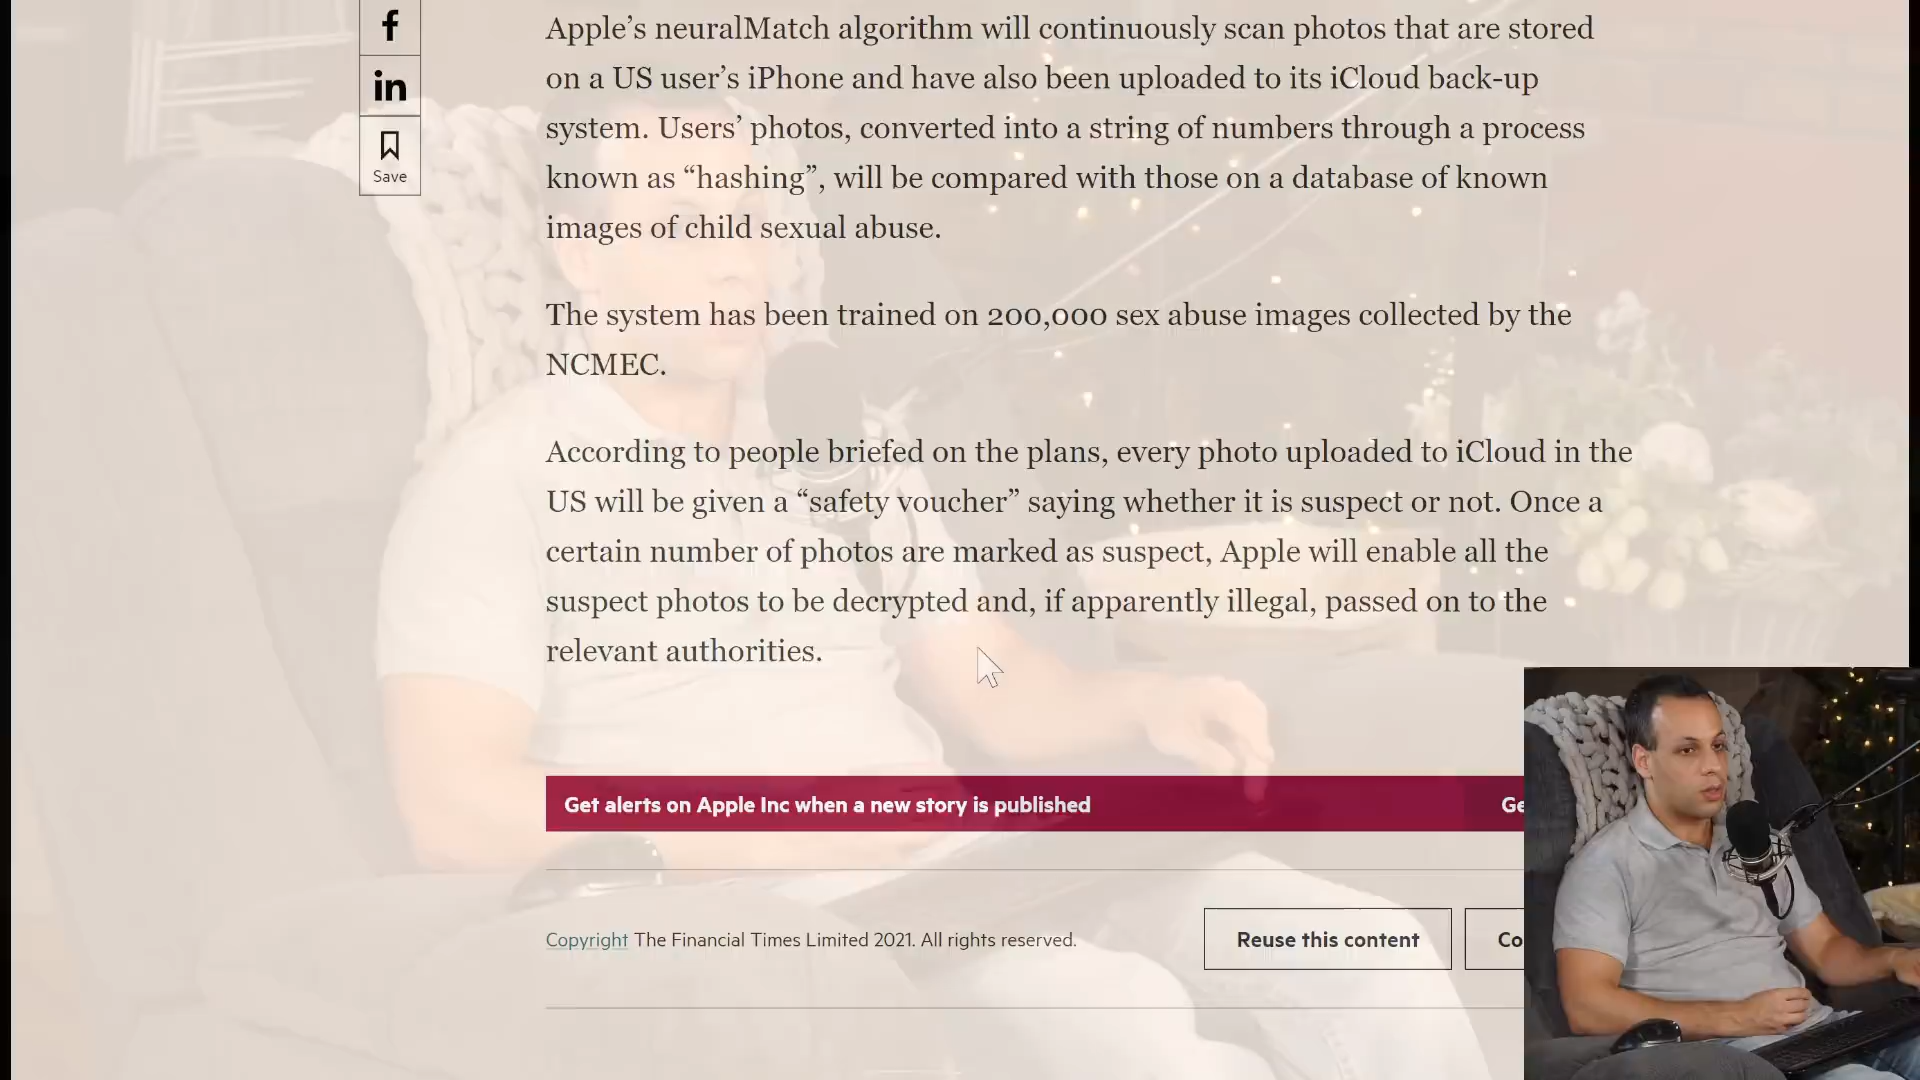 Apple’s neuralMatch algorithm will continuously scan photos that are stored
on a US user’s iPhone and have also been uploaded to its iCloud back-up
system. Users’ photos, converted into a string of numbers through a process
known as “hashing”, will be compared with those on a database of known
images of child sexual abuse.
The system has been trained on 200,000 sex abuse images collected by the
NCMEC.
According to people briefed on the plans, every photo uploaded to iCloud in the
US will be given a “safety voucher” saying whether it is suspect or not. Once a
certain number of photos are marked as suspect, Apple will enable all the
suspect photos to be decrypted and, if apparently illegal, passed on to the
relevant authorities.
f
in
Save
Get alerts on Apple Inc when a new story is published
Copyright The Financial Times Limited 2021. All rights reserved.
Reuse this content